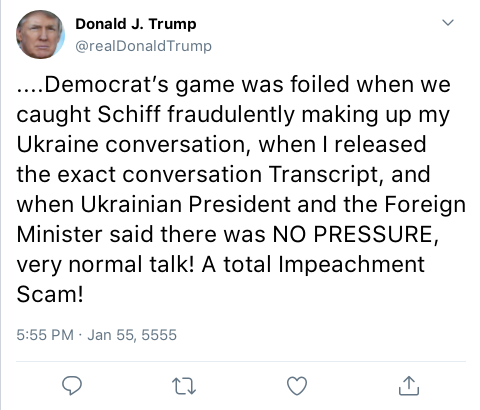 Donald J. Trump
@realDonaldTrump
....Democrat’s game was foiled when we
caught Schiff fraudulently making up my
Ukraine conversation, when I released
the exact conversation Transcript, and
when Ukrainian President and the Foreign
Minister said there was NO PRESSURE,
very normal talk! A total Impeachment
Scam!
5:55 PM · Jan 55, 5555